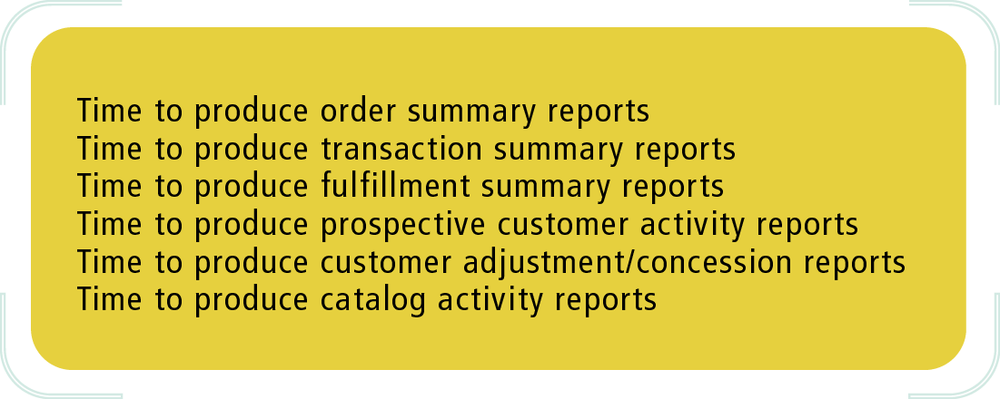 Time to produce order summary reports
Time to produce transaction summary reports
Time to produce fulfillment summary reports
Time to produce prospective customer activity reports
Time to produce customer adjustment/concession reports
Time to produce catalog activity reports